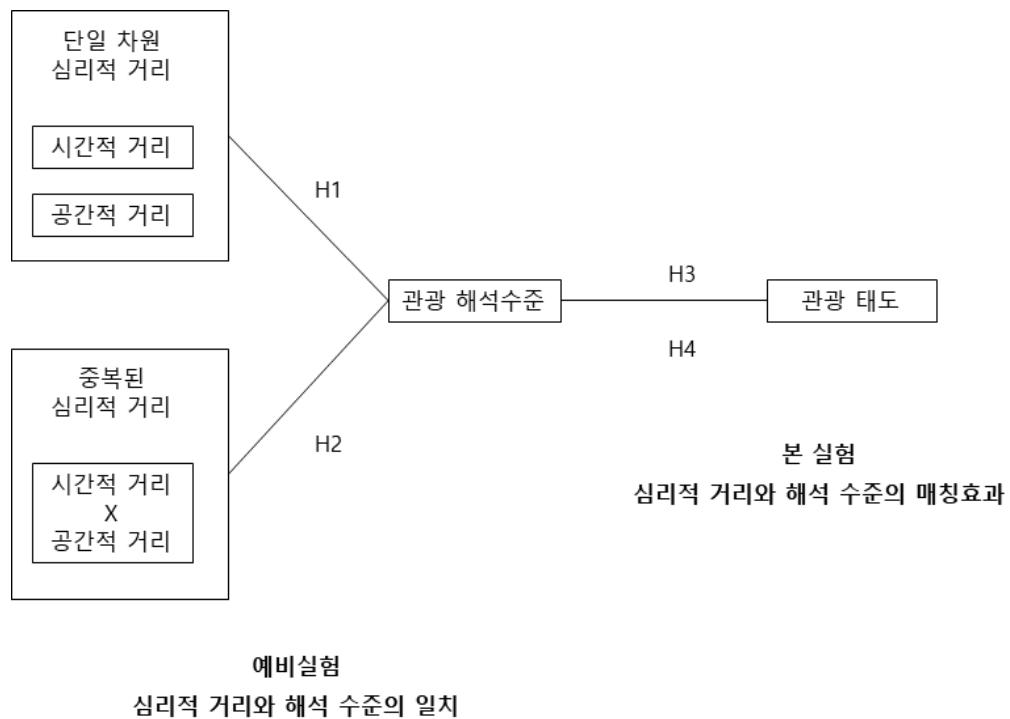 단일 차원
심리적 거리
시간적 거리
공간적 거리
H1
관광 해석수준
H3
관광 태도
H4
중복된
심리적 거리
시간적 거리
X
공간적 거리
H2
본 실험
심리적 거리와 해석 수준의 매칭효과
예비실험
심리적 거리와 해석 수준의 일치